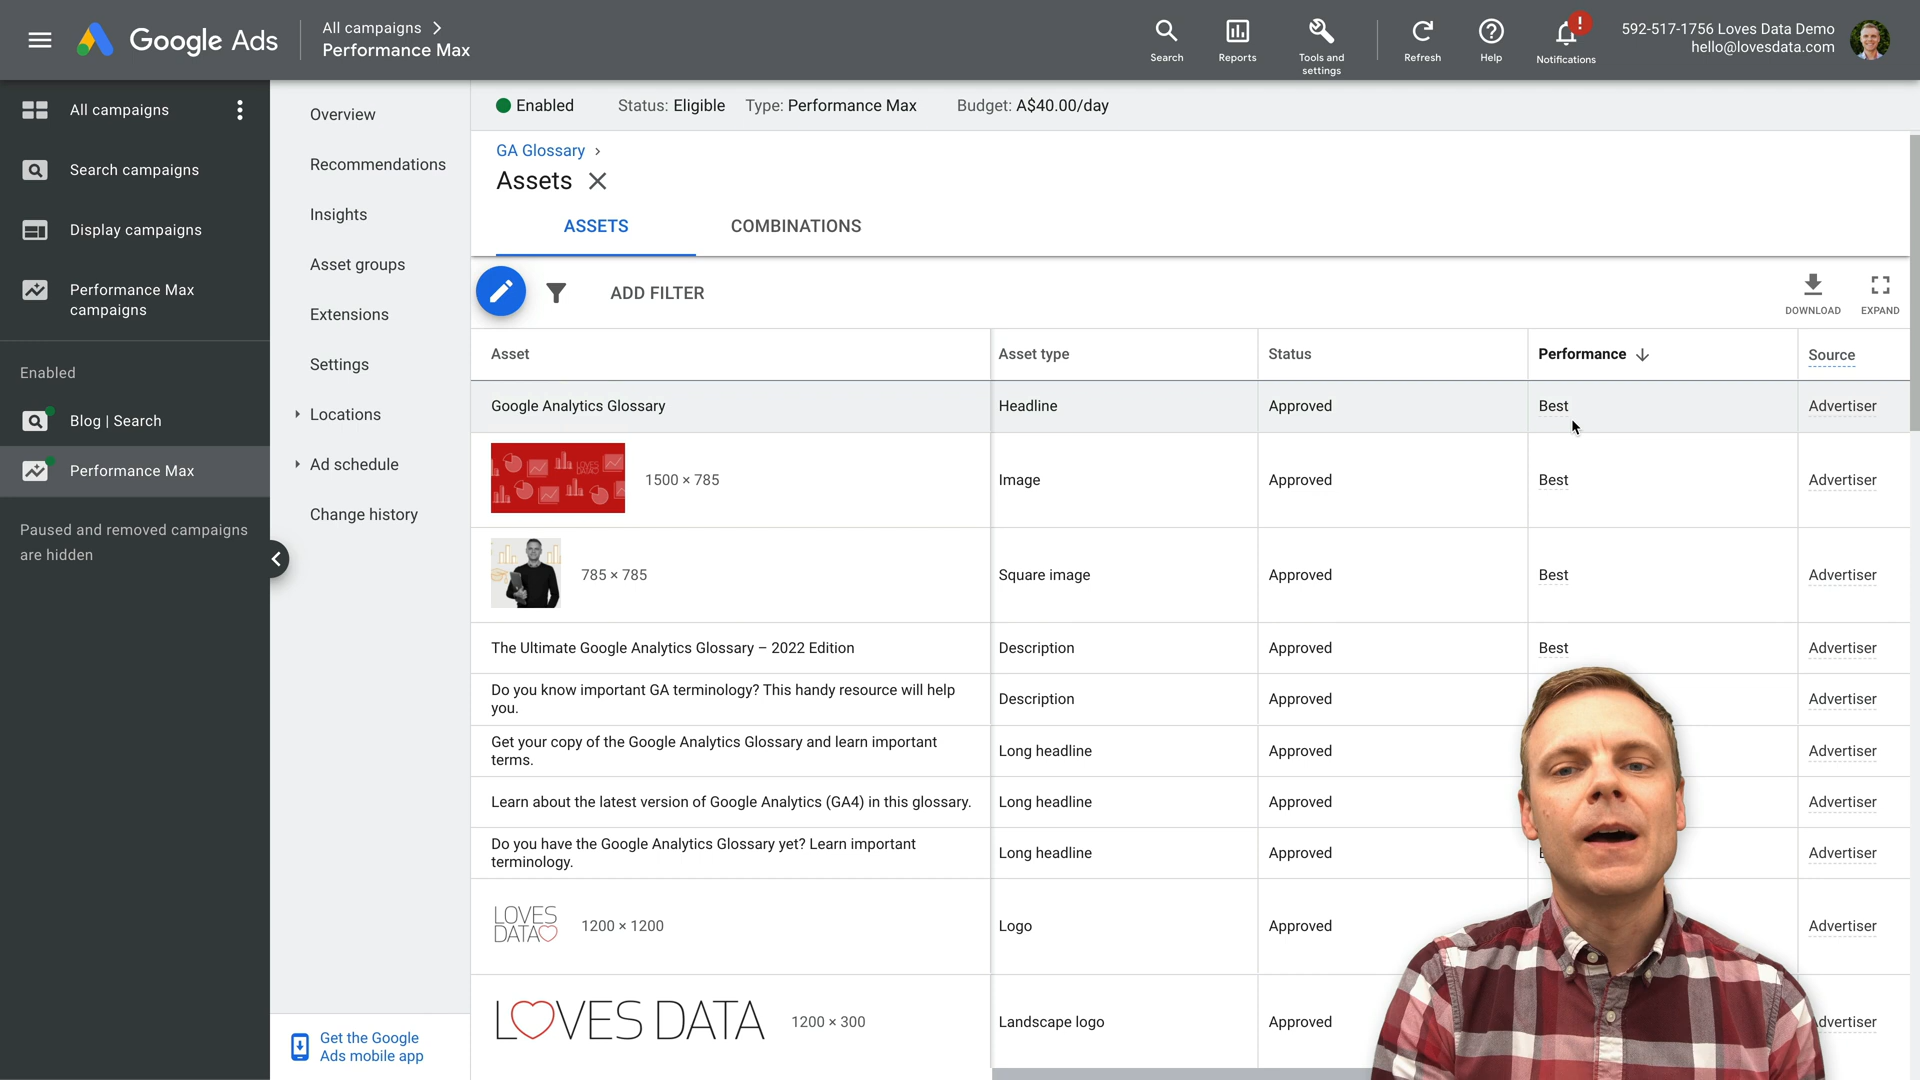 Google Ads
All campaigns
Performance Max
Search
Reports
Tools and
settings
Refresh
Help
!
Notifications
592-517-1756 Loves Data Demo
hello@lovesdata.com
All campaigns
Search campaigns
Display campaigns
Performance Max
campaigns
Enabled
Blog | Search
Performance Max
Paused and removed campaigns
are hidden
Overview
Recommendations
Insights
Asset groups
Extensions
Settings
Locations
Ad schedule
Change history
Get the Google
Ads mobile app
Enabled
Status: Eligible
Type: Performance Max
Budget: A$40.00/day
GA Glossary
Assets
ASSETS
COMBINATIONS
ADD FILTER
DOWNLOAD
EXPAND
Asset
Asset type
Status
Performance
Source
Google Analytics Glossary
Headline
Approved
Best
Advertiser
LOVES
DATA
1500 × 785
Image
Approved
Best
Advertiser
785 × 785
Square image
Approved
Best
Advertiser
The Ultimate Google Analytics Glossary – 2022 Edition
Description
Approved
Best
Advertiser
Do you know important GA terminology? This handy resource will help
you.
Description
Approved
Advertiser
Get your copy of the Google Analytics Glossary and learn important
terms.
Long headline
Approved
Advertiser
Learn about the latest version of Google Analytics (GA4) in this glossary.
Long headline
Approved
Advertiser
Do you have the Google Analytics Glossary yet? Learn important
terminology.
Long headline
Approved
Advertiser
LOVES
DATA
1200 × 1200
Logo
Approved
Advertiser
LOVES DATA
1200 × 300
Landscape logo
Approved
dvertiser